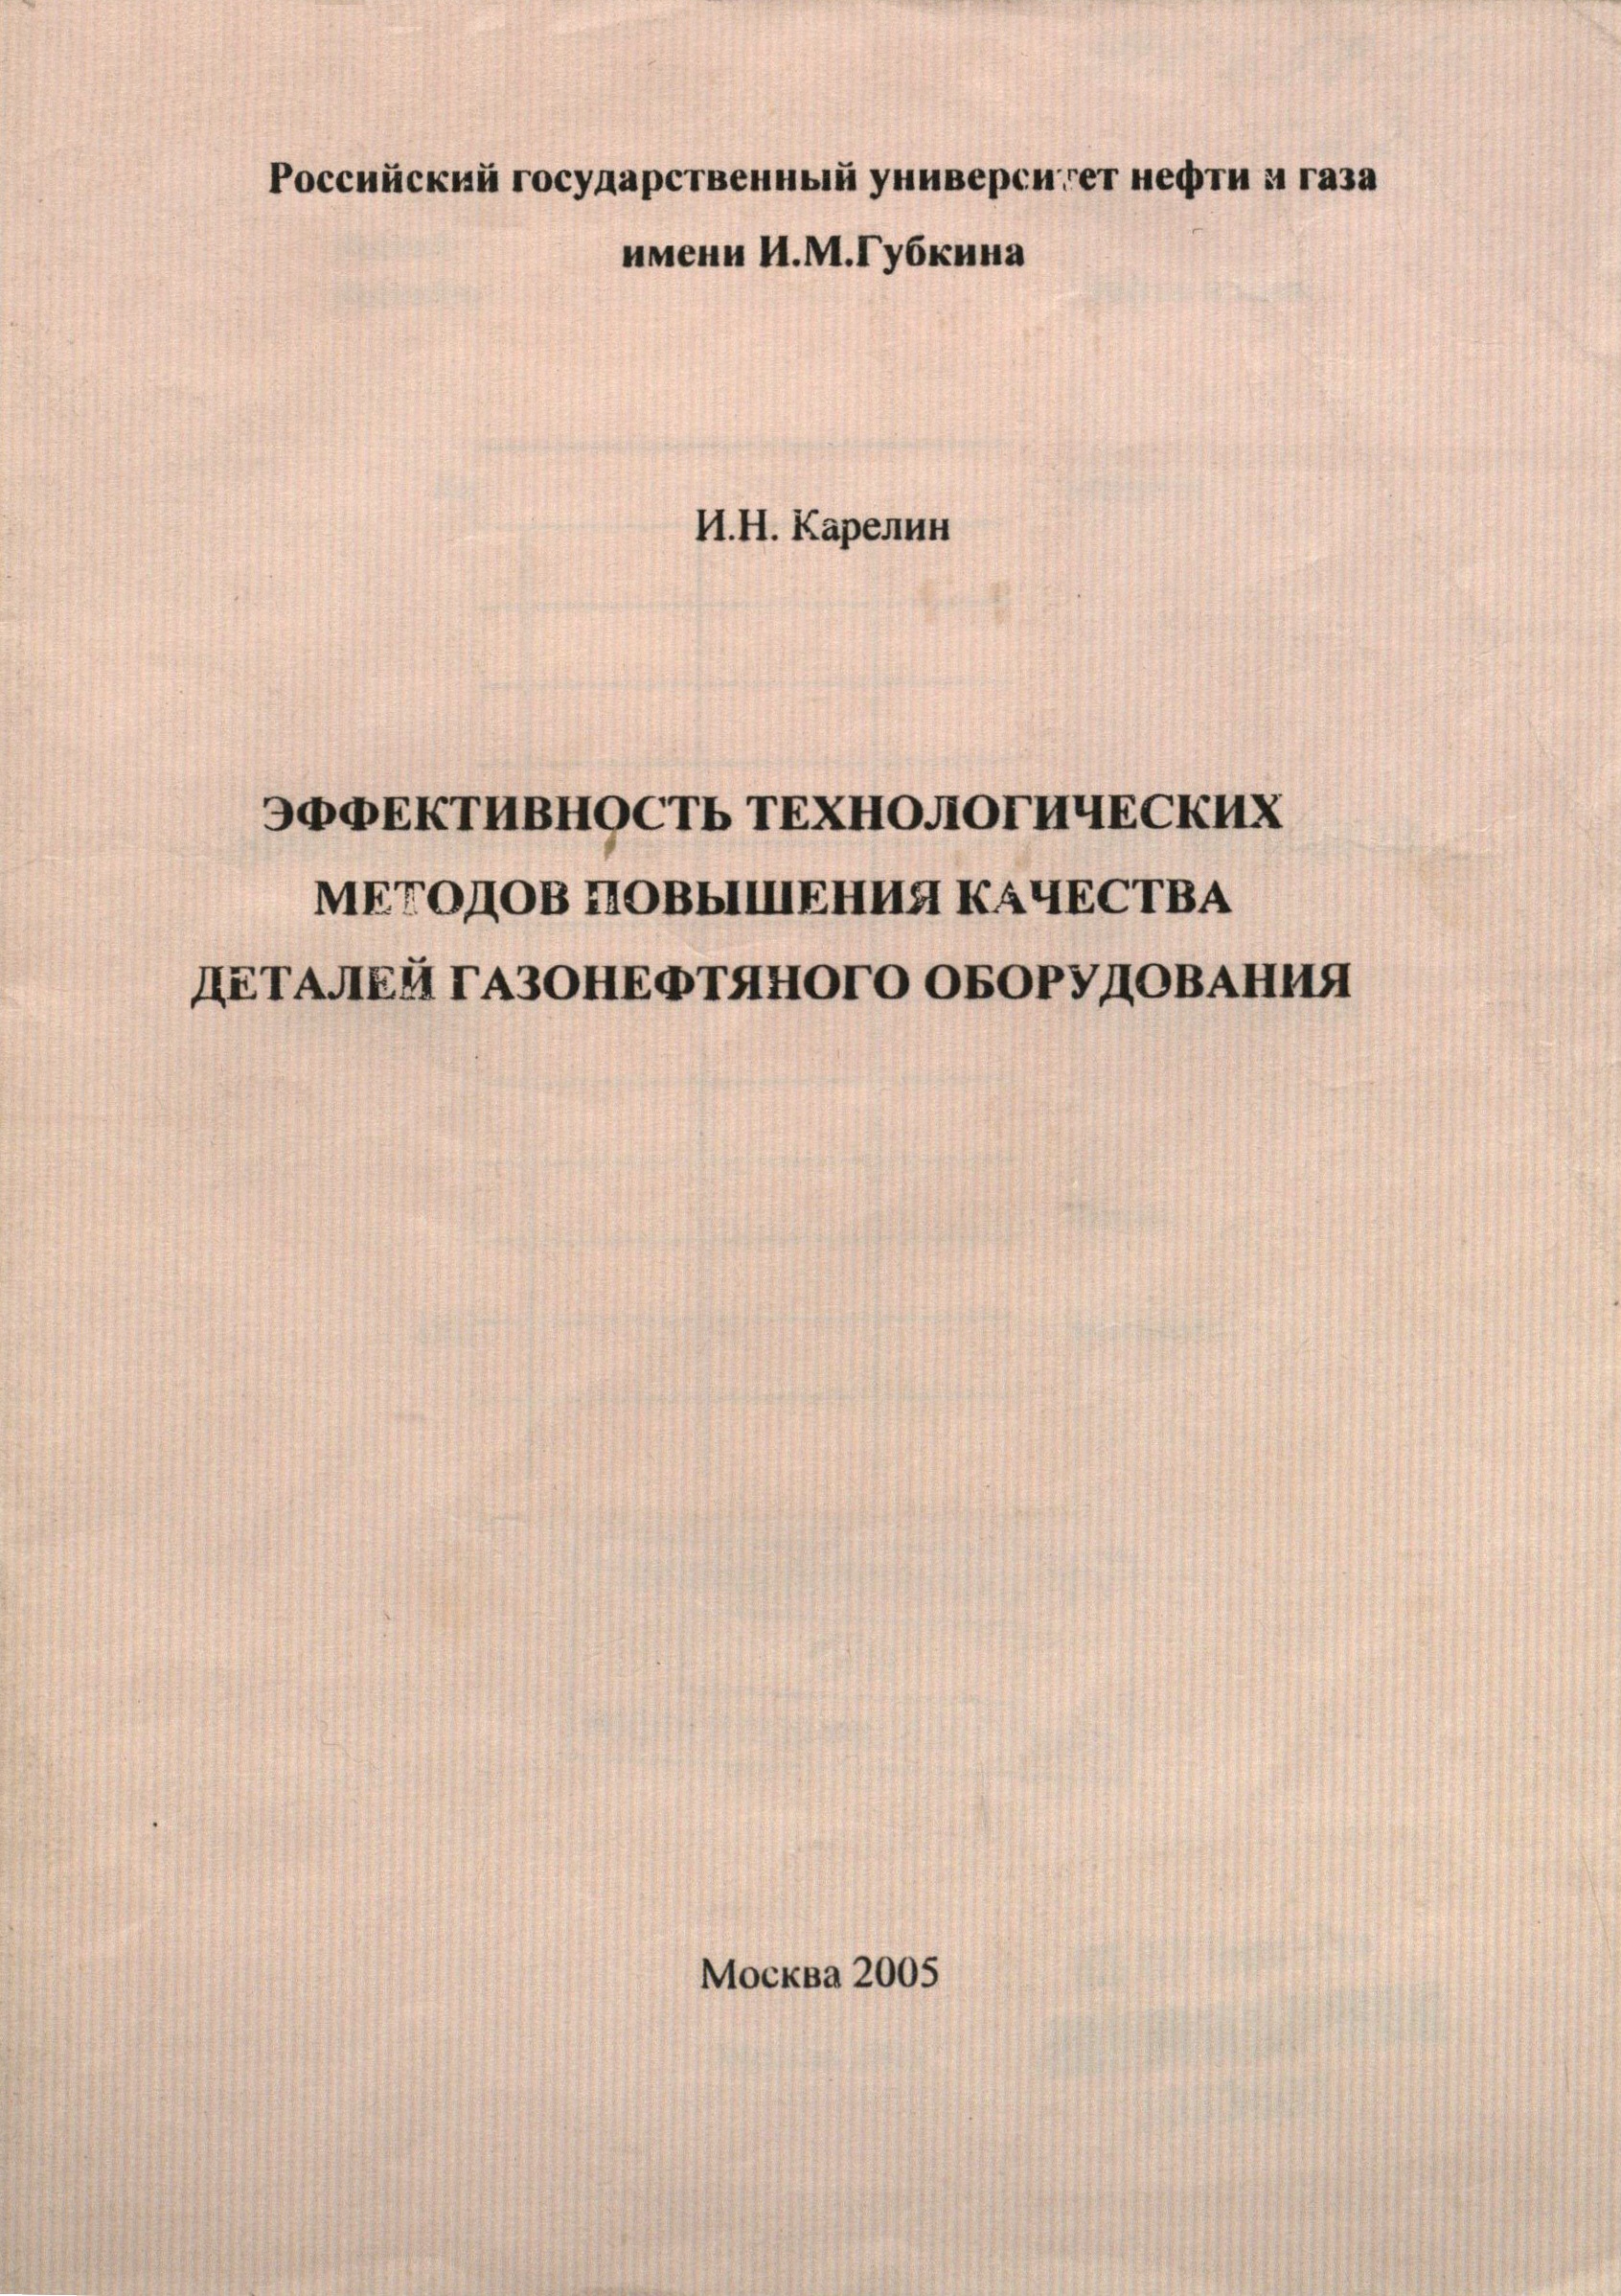 Российский государственный университет нефти и газа
имени И.М.Губкина
И.Н. Карелин
ЭФФЕКТИВНОСТЬ ТЕХНОЛОГИЧЕСКИХ
МЕТОДОВ ПОВЫШЕНИЯ КАЧЕСТВА
ДЕТАЛЕЙ ГАЗОНЕФТЯНОГО ОБОРУДОВАНИЯ
Москва 2005